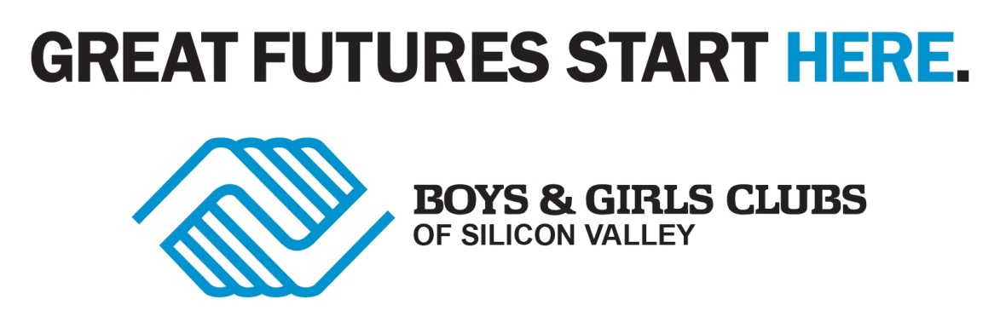 GREAT FUTURES START HERE.
BOYS & GIRLS CLUBS
OF SILICON VALLEY